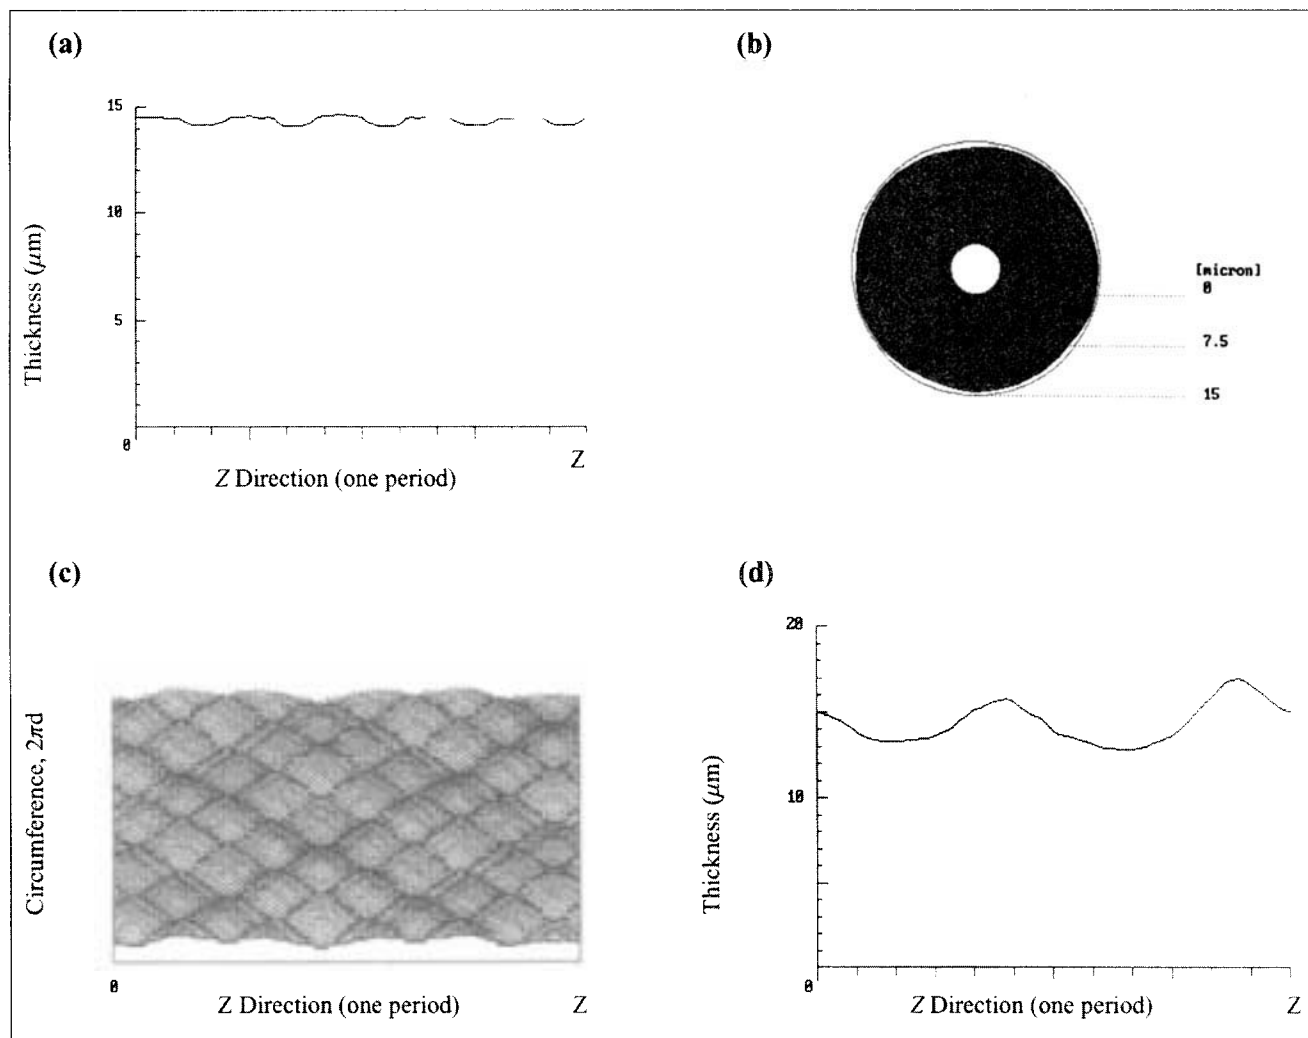 (a)
15
10
5
0
Thickness (μm)
Z Direction (one period)
Z
(b)
[micron]
0
7.5
15
(c)
Circumference, 2πd
0
Z Direction (one period)
Z
(d)
20
10
0
Thickness (μm)
Z Direction (one period)
Z